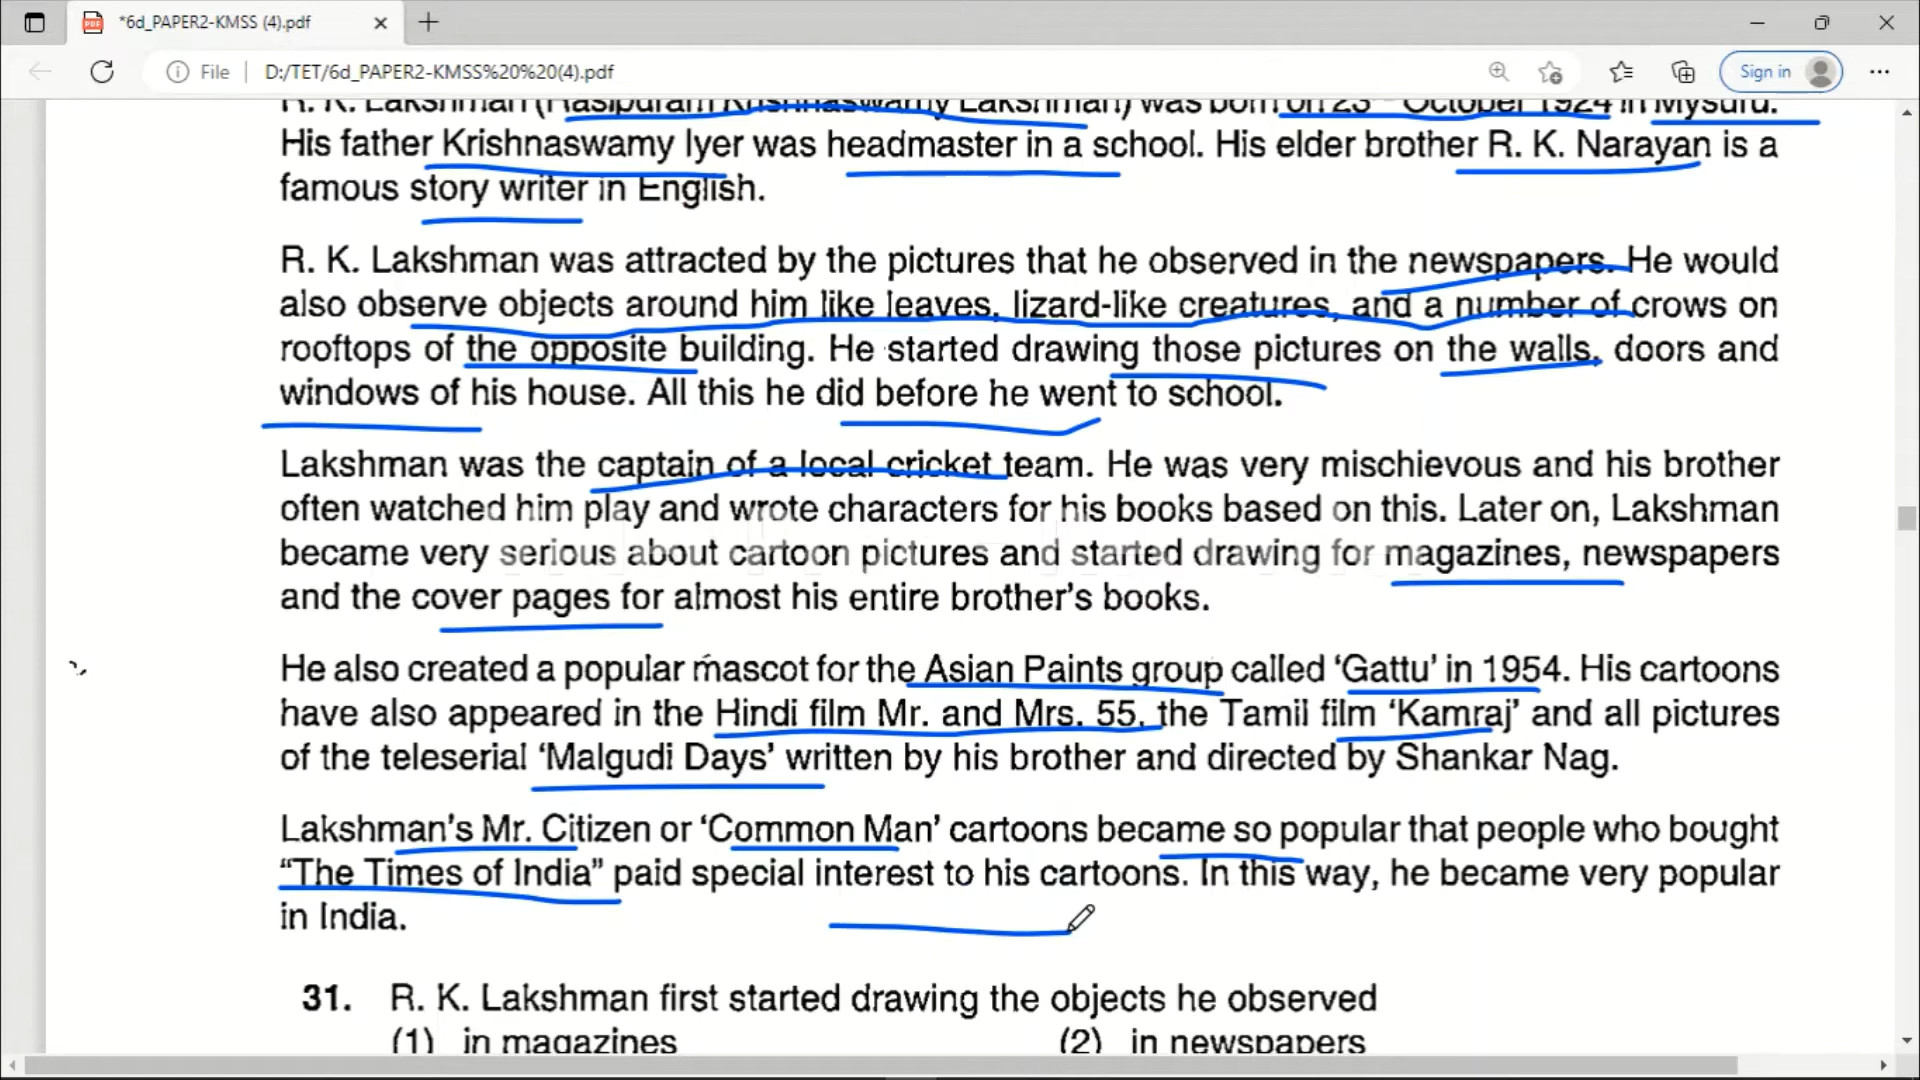 *6d_PAPER2-KMSS (4).pdf
File
D:/TET/6d_PAPER2-KMSS%20%20(4).pdf
Sign in
R. K. Lakshman (Rasipuram Krishnaswamy Lakshman) was born on 23 October 1924 in Mysuru.
His father Krishnaswamy Iyer was headmaster in a school. His elder brother R. K. Narayan is a
famous story writer in English.
R. K. Lakshman was attracted by the pictures that he observed in the newspapers. He would
also observe objects around him like leaves, lizard-like creatures, and a number of crows on
rooftops of the opposite building. He started drawing those pictures on the walls, doors and
windows of his house. All this he did before he went to school.
Lakshman was the captain of a local cricket team. He was very mischievous and his brother
often watched him play and wrote characters for his books based on this. Later on, Lakshman
became very serious about cartoon pictures and started drawing for magazines, newspapers
and the cover pages for almost his entire brother's books.
He also created a popular mascot for the Asian Paints group called ‘Gattu’ in 1954. His cartoons
have also appeared in the Hindi film Mr. and Mrs. 55, the Tamil film ‘Kamraj’ and all pictures
of the teleserial ‘Malgudi Days’ written by his brother and directed by Shankar Nag.
Lakshman's Mr. Citizen or ‘Common Man’ cartoons became so popular that people who bought
“The Times of India” paid special interest to his cartoons. In this way, he became very popular
in India.
31. R. K. Lakshman first started drawing the objects he observed
(1) in magazines (2) in newspapers